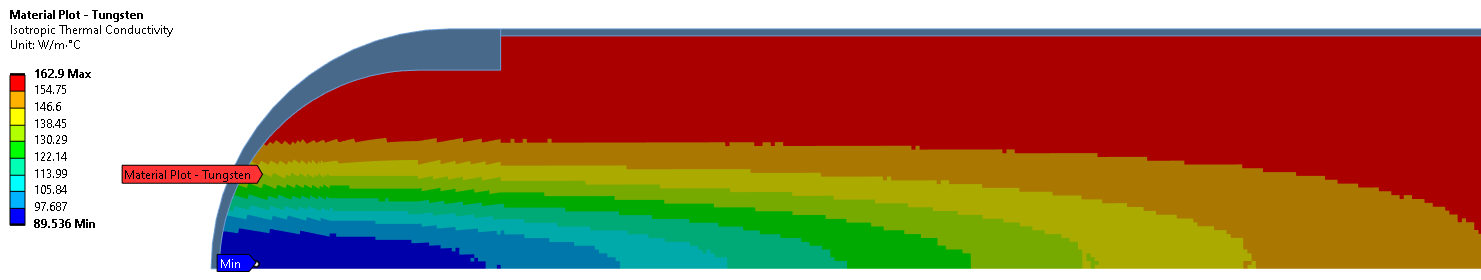 Material Plot - Tungsten
Isotropic Thermal Conductivity
Unit: W/m·°C
162.9 Max
154.75
146.6
138.45
130.29
122.14
113.99
105.84
97.687
89.536 Min
Material Plot - Tungsten
Min